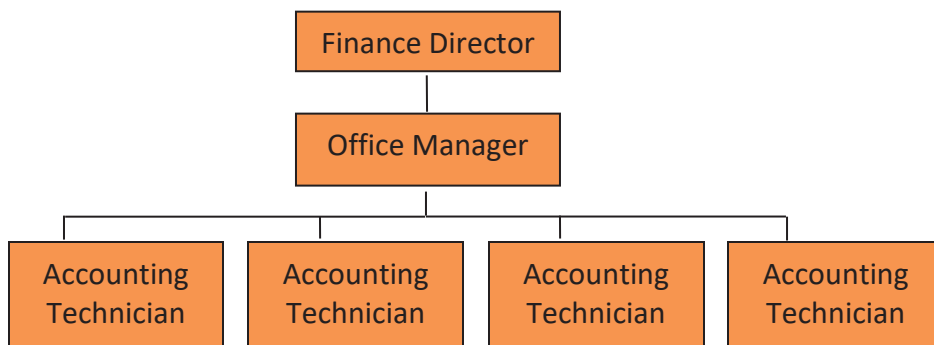 Finance Director
Office Manager
Accounting
Technician
Accounting
Technician
Accounting
Technician
Accounting
Technician